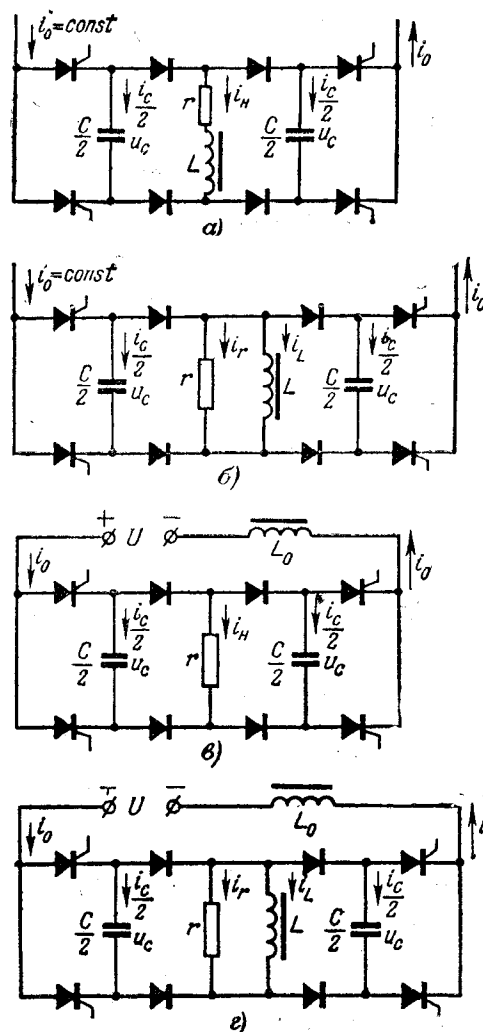 i₀=const i₀
C/2 i_C/2 u_C r i_н L C/2 i_C/2 u_C
а)
i₀=const i₀
C/2 i_C/2 u_C r i_r i_L L C/2 i_C/2 u_C
б)
+ U − L₀
i₀ i₀
C/2 i_C/2 u_C r i_н C/2 i_C/2 u_C
в)
U − L₀
i₀
C/2 i_C/2 u_C r i_r i_L L C/2 i_C/2 u_C
г)